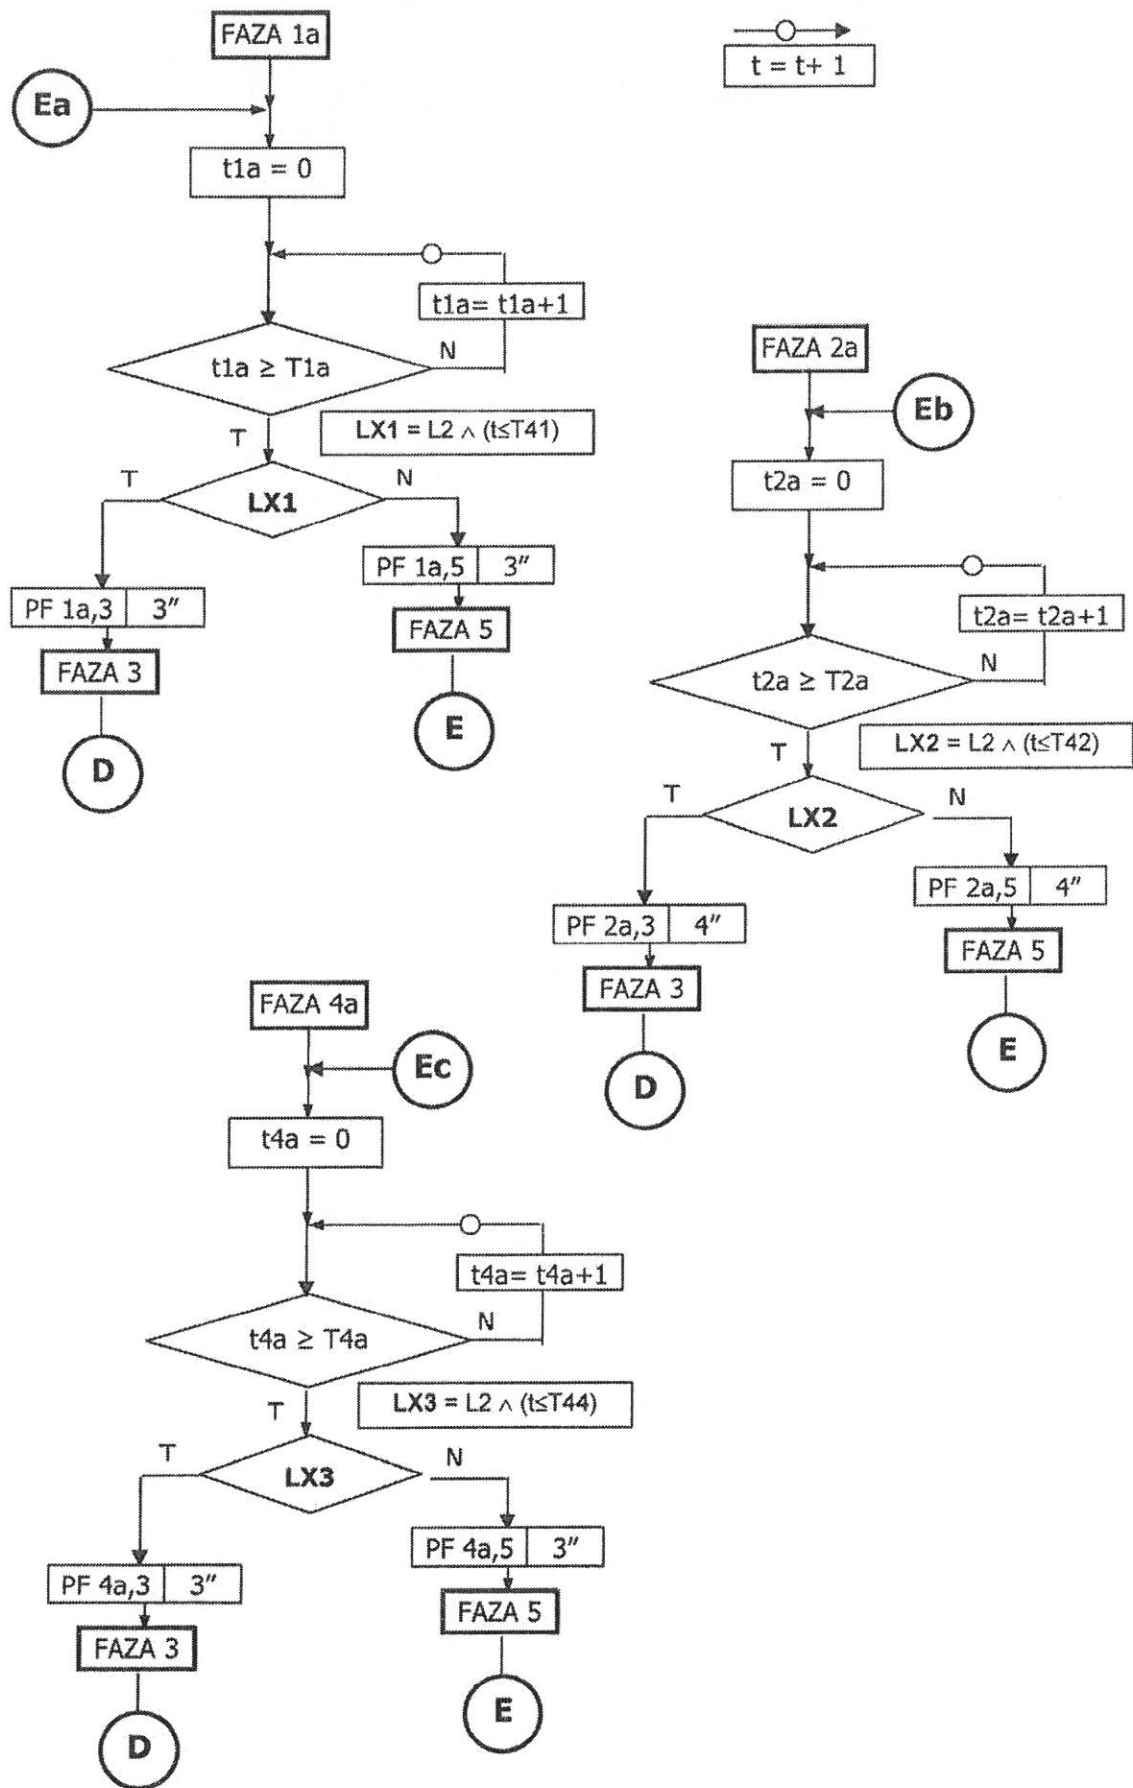 FAZA 1a
t = t+ 1
Ea
t1a = 0
t1a= t1a+1
t1a ≥ T1a
N
T
LX1 = L2 ∧ (t≤T41)
T
LX1
N
PF 1a,3 3″
PF 1a,5 3″
FAZA 3
FAZA 5
D
E
FAZA 2a
Eb
t2a = 0
t2a= t2a+1
t2a ≥ T2a
N
T
LX2 = L2 ∧ (t≤T42)
T
LX2
N
PF 2a,3 4″
PF 2a,5 4″
FAZA 3
FAZA 5
D
E
FAZA 4a
Ec
t4a = 0
t4a= t4a+1
t4a ≥ T4a
N
T
LX3 = L2 ∧ (t≤T44)
T
LX3
N
PF 4a,3 3″
PF 4a,5 3″
FAZA 3
FAZA 5
D
E